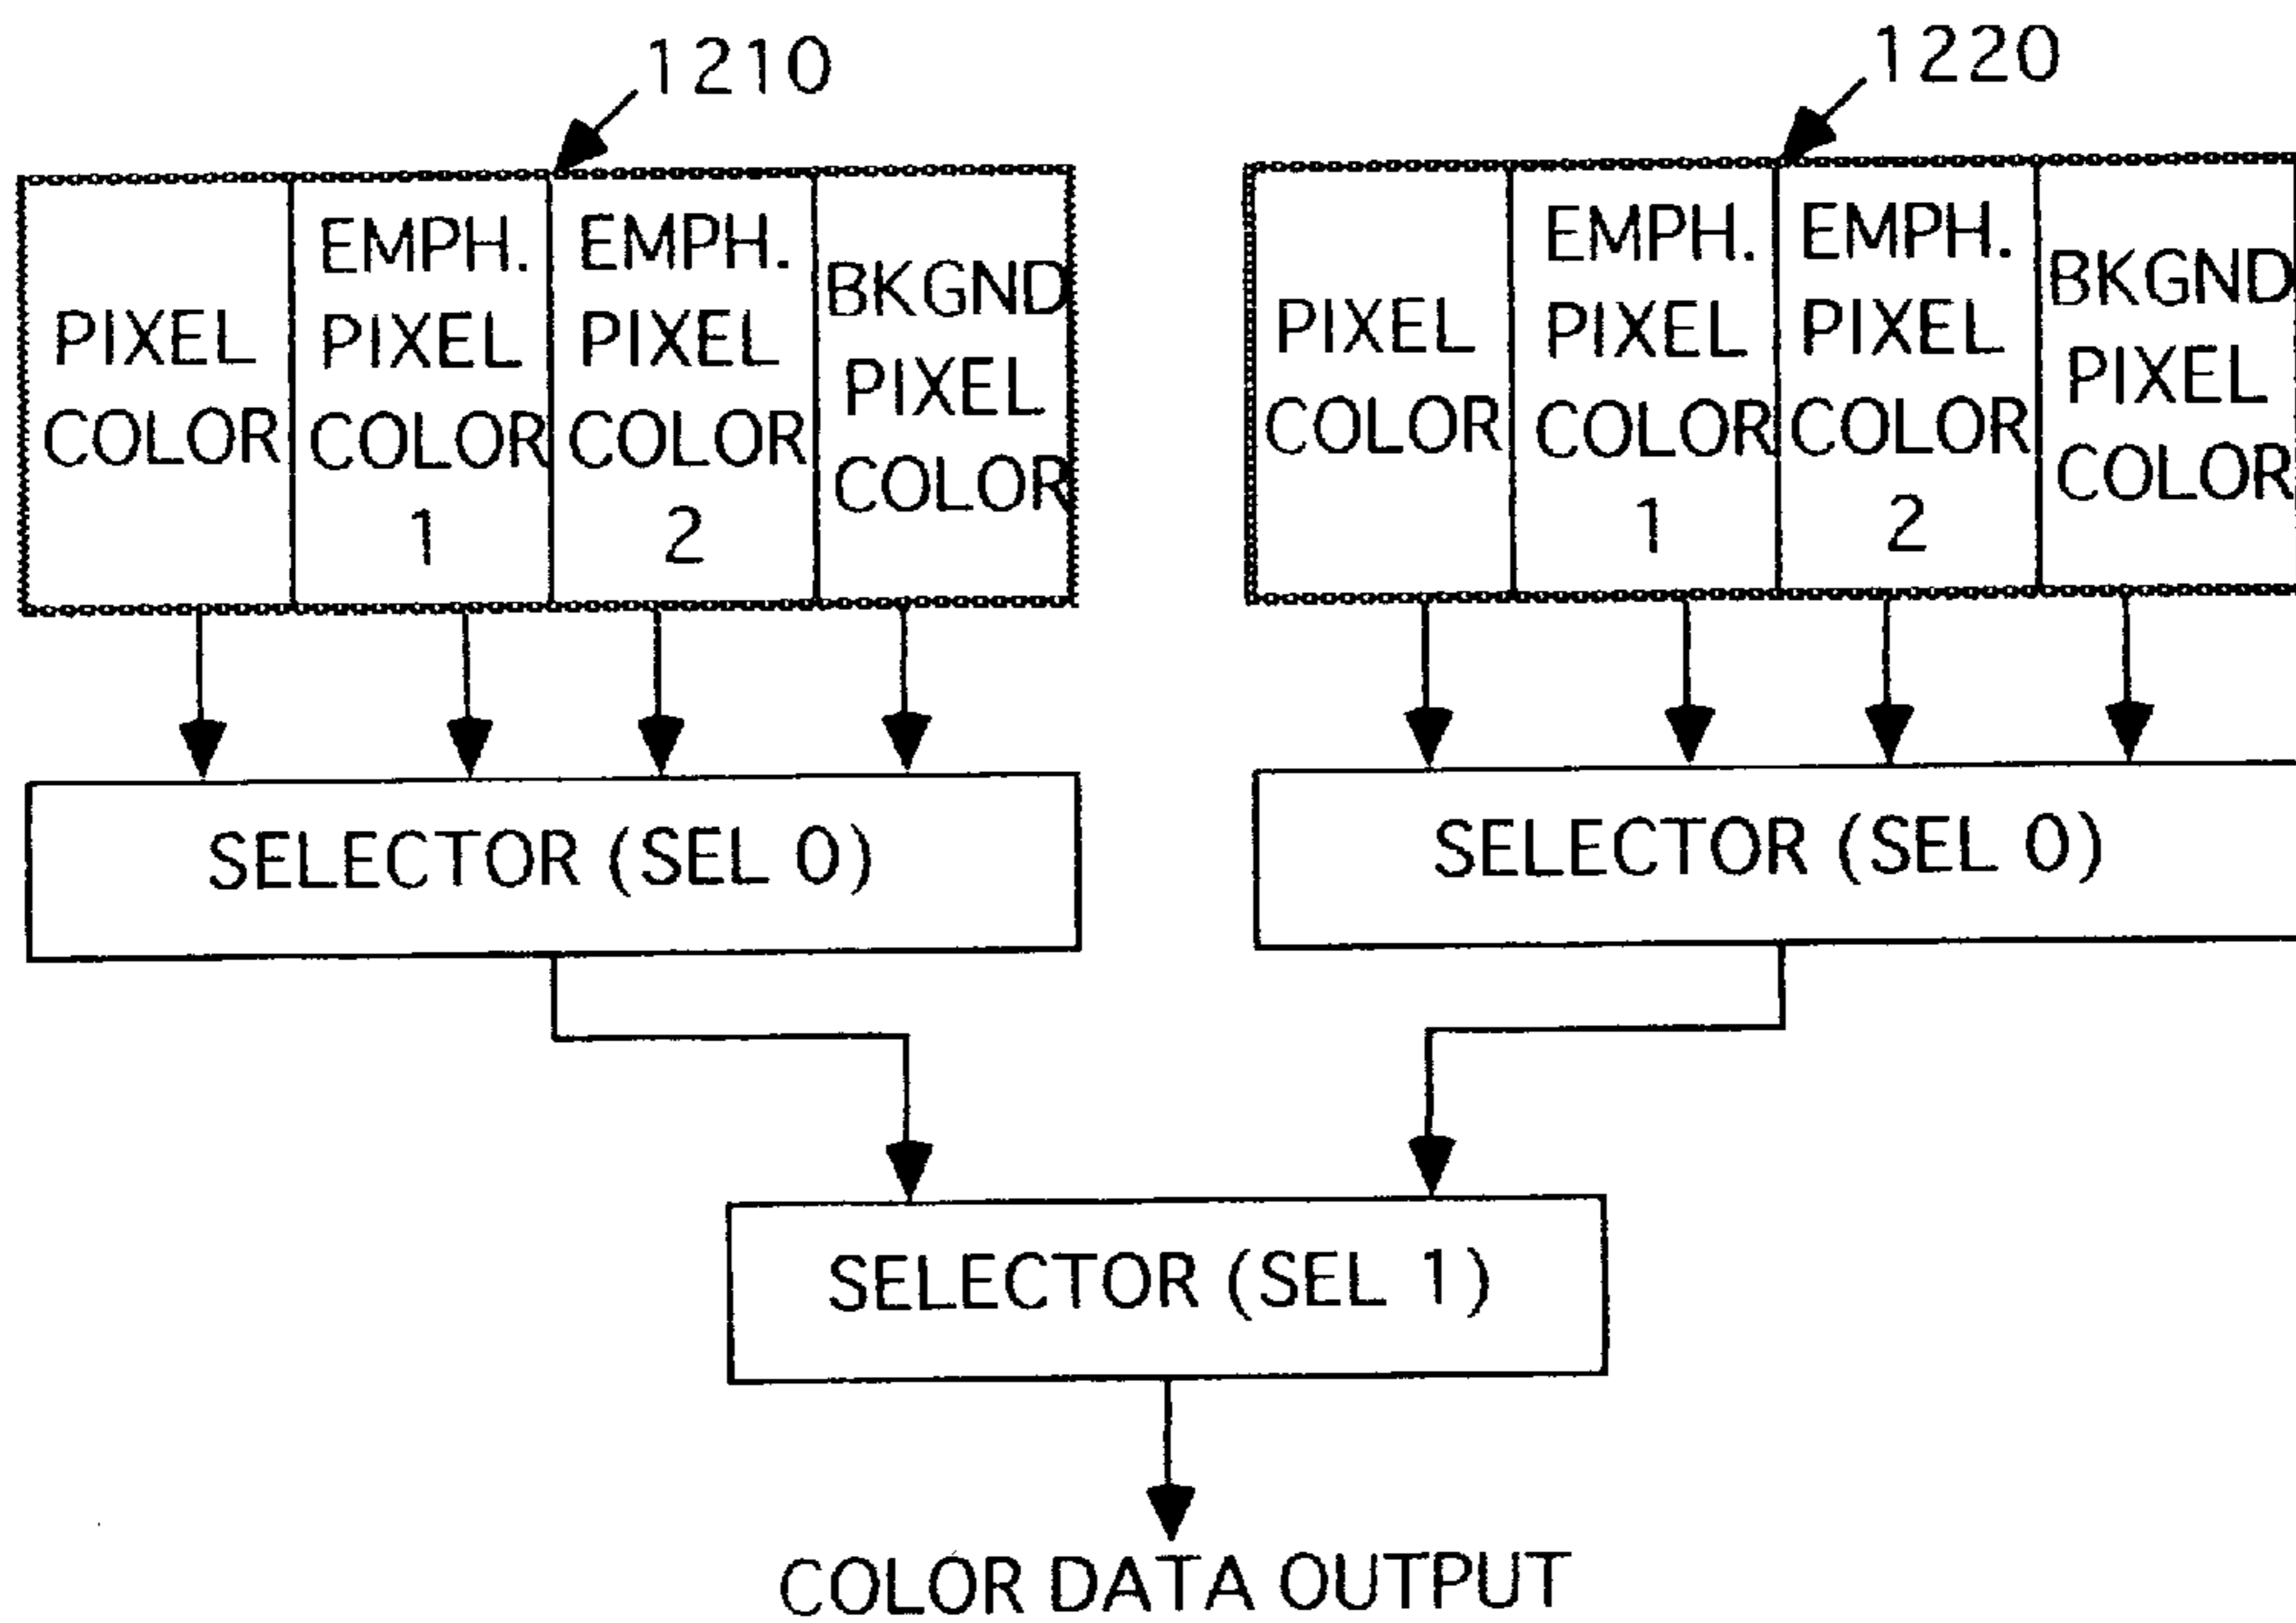 1210
1220
PIXEL
COLOR
EMPH.
PIXEL
COLOR
1
EMPH.
PIXEL
COLOR
2
BKGND
PIXEL
COLOR
PIXEL
COLOR
EMPH.
PIXEL
COLOR
1
EMPH.
PIXEL
COLOR
2
BKGND
PIXEL
COLOR
SELECTOR (SEL 0)
SELECTOR (SEL 0)
SELECTOR (SEL 1)
COLOR DATA OUTPUT